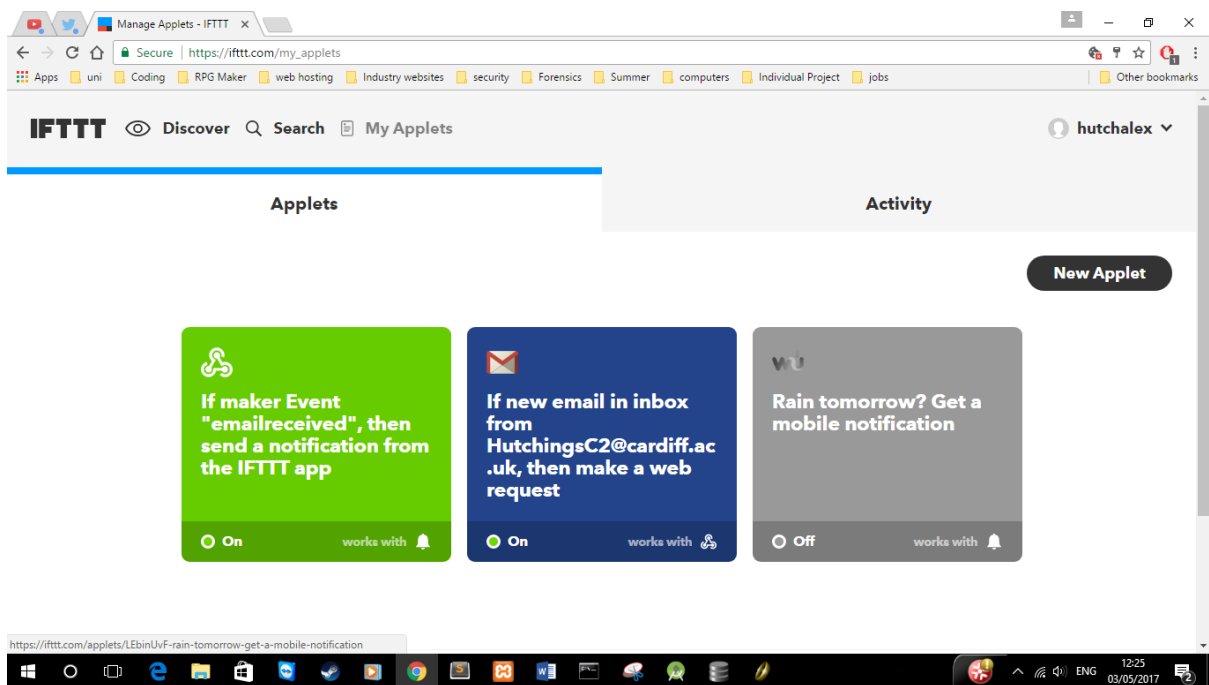 Manage Applets - IFTTT
Secure | https://ifttt.com/my_applets
Apps uni Coding RPG Maker web hosting Industry websites security Forensics Summer computers Individual Project jobs Other bookmarks
IFTTT Discover Search My Applets hutchalex
Applets Activity
New Applet
If maker Event
"emailreceived", then
send a notification from
the IFTTT app
On works with
If new email in inbox
from
HutchingsC2@cardiff.ac
.uk, then make a web
request
On works with
Rain tomorrow? Get a
mobile notification
Off works with
https://ifttt.com/applets/LEbinUvF-rain-tomorrow-get-a-mobile-notification
ENG 12:25
03/05/2017
2